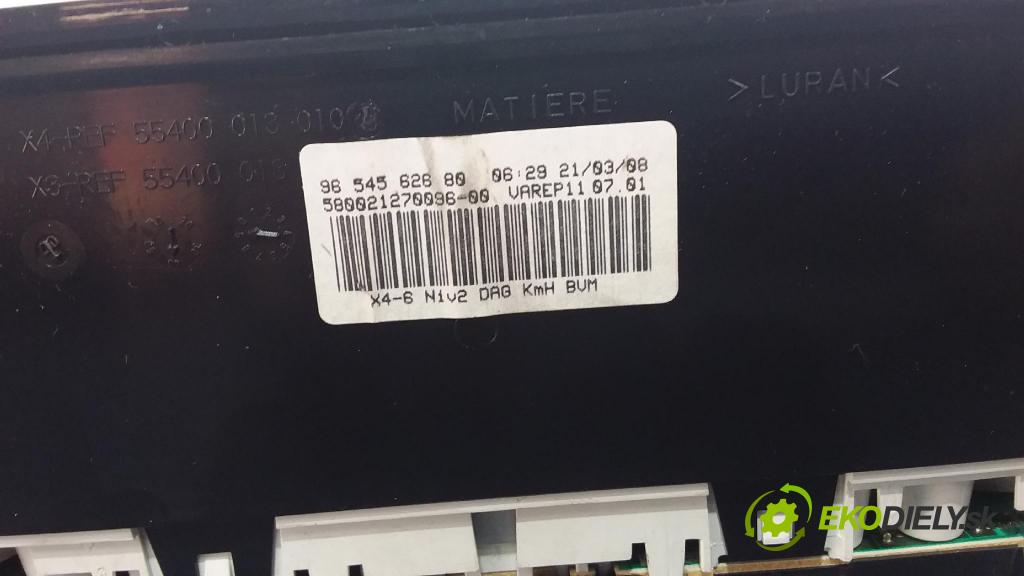 MATIERE
>LURAN<
X4-REF 55400 013 010
X3-REF 55400 013
96 545 626 80 06:29 21/03/08
580021270096-00 VAREP11 07.01
X4-6 Niv2 DAG KmH BVM
EKODIELY.sk